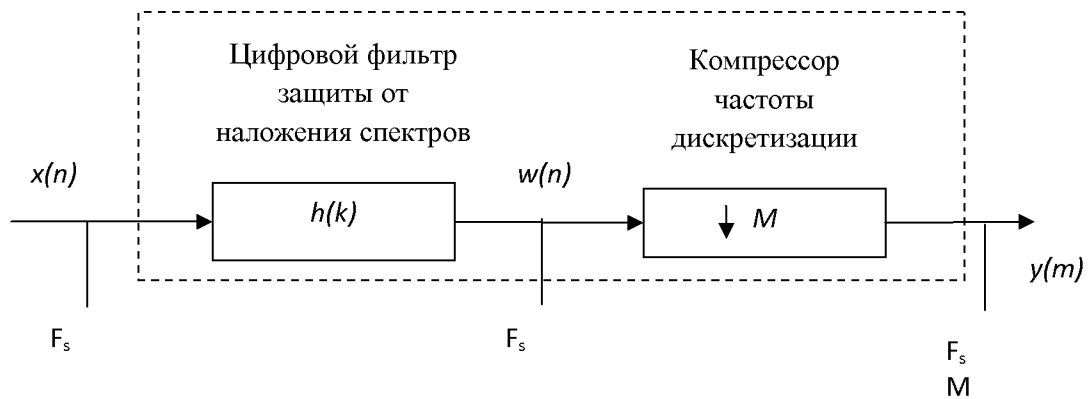 Цифровой фильтр
защиты от
наложения спектров
Компрессор
частоты
дискретизации
x(n)
h(k)
w(n)
↓ M
y(m)
Fs
Fs
Fs
M